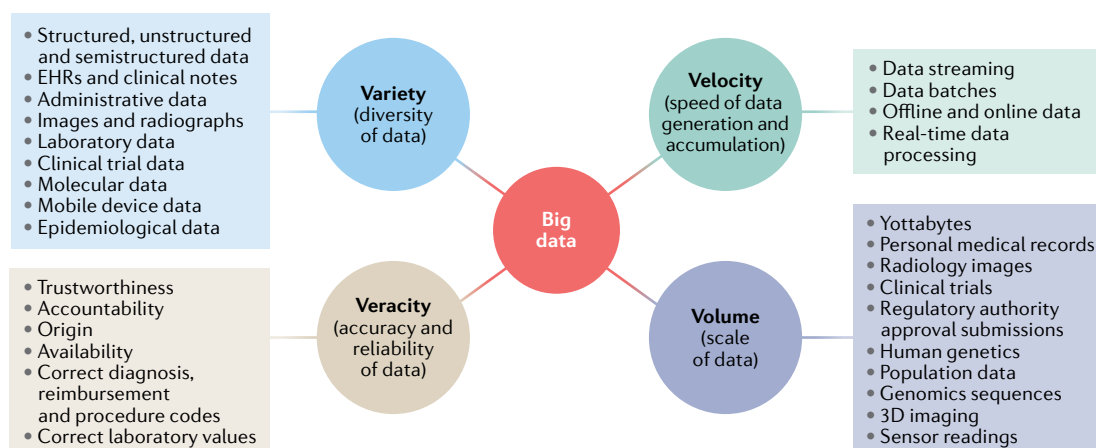 • Structured, unstructured
and semistructured data
• EHRs and clinical notes
• Administrative data
• Images and radiographs
• Laboratory data
• Clinical trial data
• Molecular data
• Mobile device data
• Epidemiological data
Variety
(diversity
of data)
Velocity
(speed of data
generation and
accumulation)
• Data streaming
• Data batches
• Offline and online data
• Real-time data
processing
Big
data
• Trustworthiness
• Accountability
• Origin
• Availability
• Correct diagnosis,
reimbursement
and procedure codes
• Correct laboratory values
Veracity
(accuracy and
reliability
of data)
Volume
(scale
of data)
• Yottabytes
• Personal medical records
• Radiology images
• Clinical trials
• Regulatory authority
approval submissions
• Human genetics
• Population data
• Genomics sequences
• 3D imaging
• Sensor readings